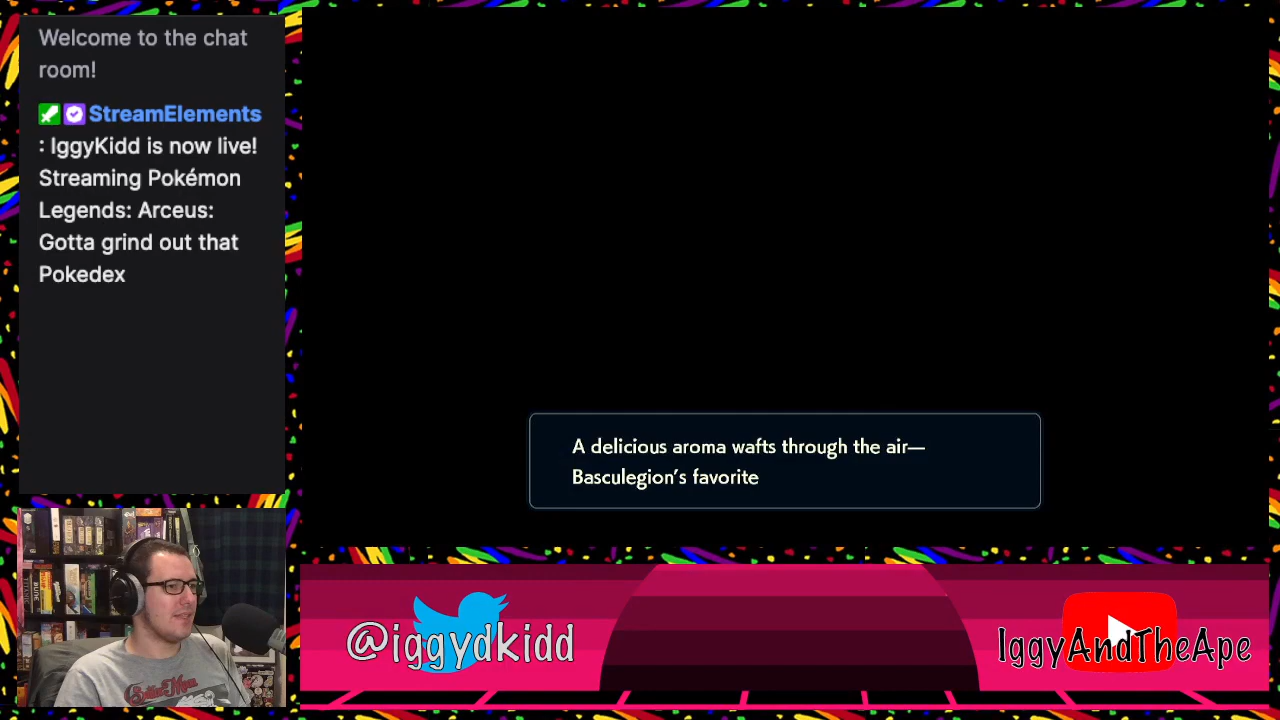 Welcome to the chat
room!
StreamElements
: IggyKidd is now live!
Streaming Pokémon
Legends: Arceus:
Gotta grind out that
Pokedex
A delicious aroma wafts through the air—
Basculegion's favorite
@iggydkidd
IggyAndTheApe